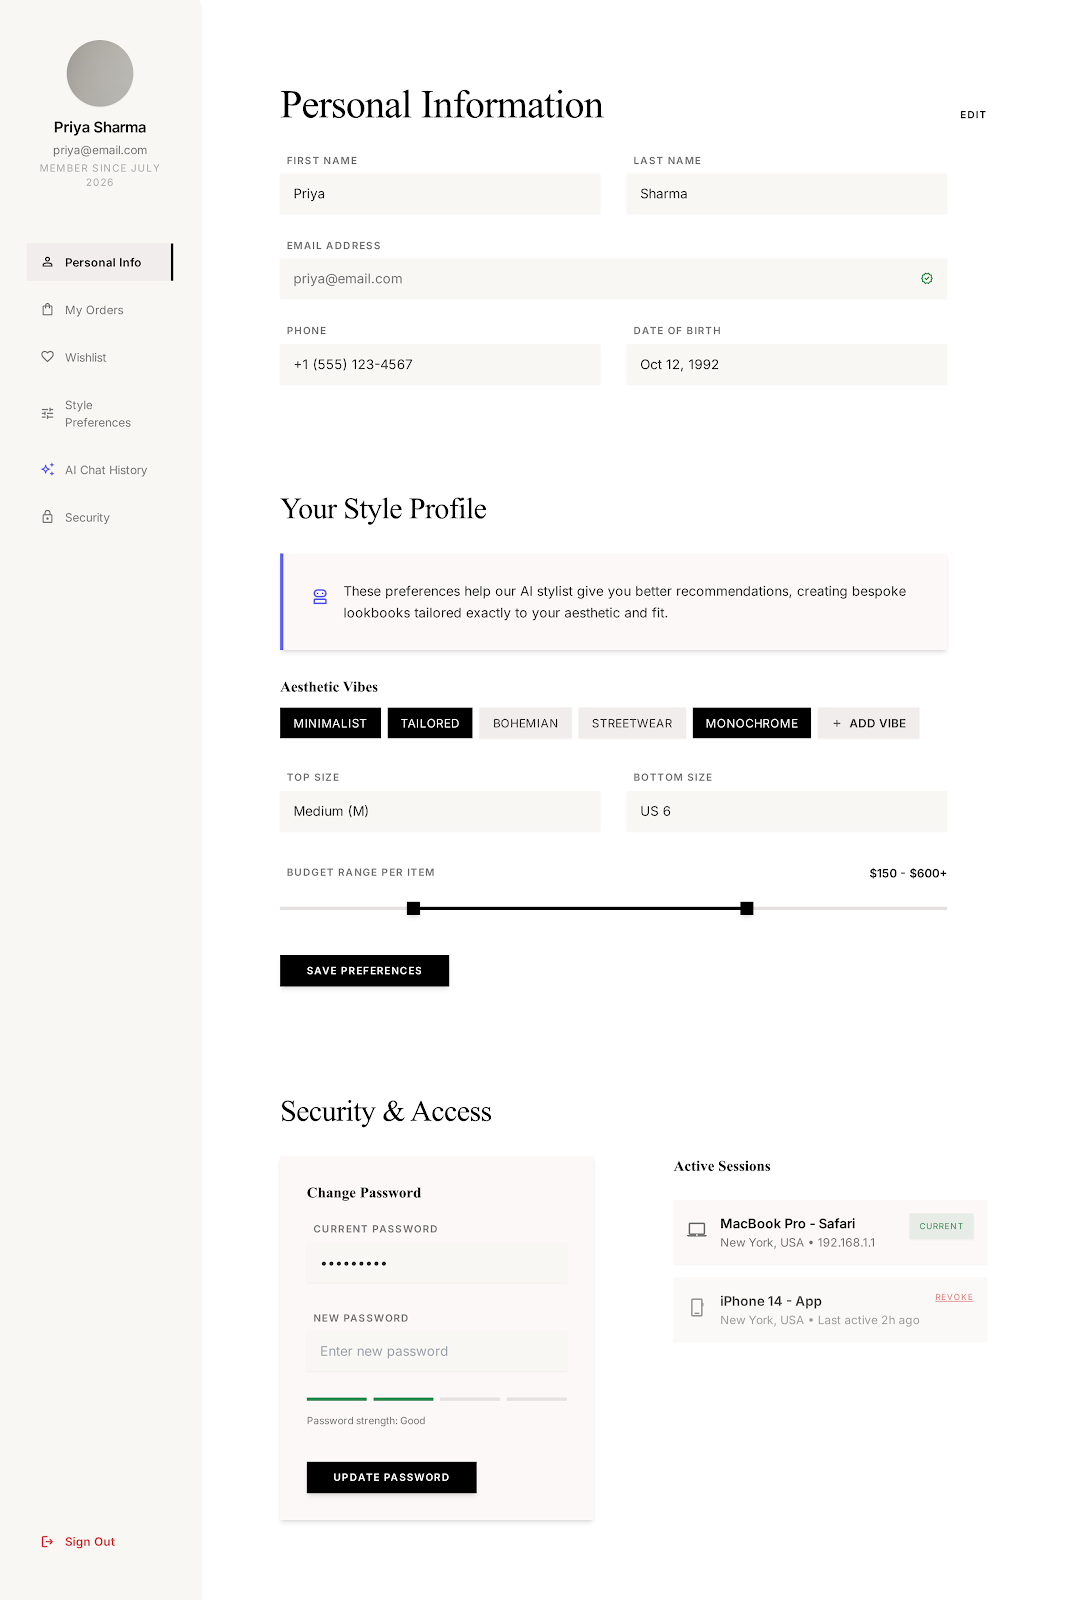 Priya Sharma
priya@email.com
MEMBER SINCE JULY
2026
Personal Info
My Orders
Wishlist
Style
Preferences
AI Chat History
Security
Sign Out
Personal Information
EDIT
FIRST NAME
LAST NAME
Priya
Sharma
EMAIL ADDRESS
priya@email.com
PHONE
DATE OF BIRTH
+1 (555) 123-4567
Oct 12, 1992
Your Style Profile
These preferences help our AI stylist give you better recommendations, creating bespoke
lookbooks tailored exactly to your aesthetic and fit.
Aesthetic Vibes
MINIMALIST
TAILORED
BOHEMIAN
STREETWEAR
MONOCHROME
+ ADD VIBE
TOP SIZE
BOTTOM SIZE
Medium (M)
US 6
BUDGET RANGE PER ITEM
$150 - $600+
SAVE PREFERENCES
Security & Access
Change Password
CURRENT PASSWORD
•••••••••
NEW PASSWORD
Enter new password
Password strength: Good
UPDATE PASSWORD
Active Sessions
MacBook Pro - Safari
New York, USA • 192.168.1.1
CURRENT
iPhone 14 - App
New York, USA • Last active 2h ago
REVOKE